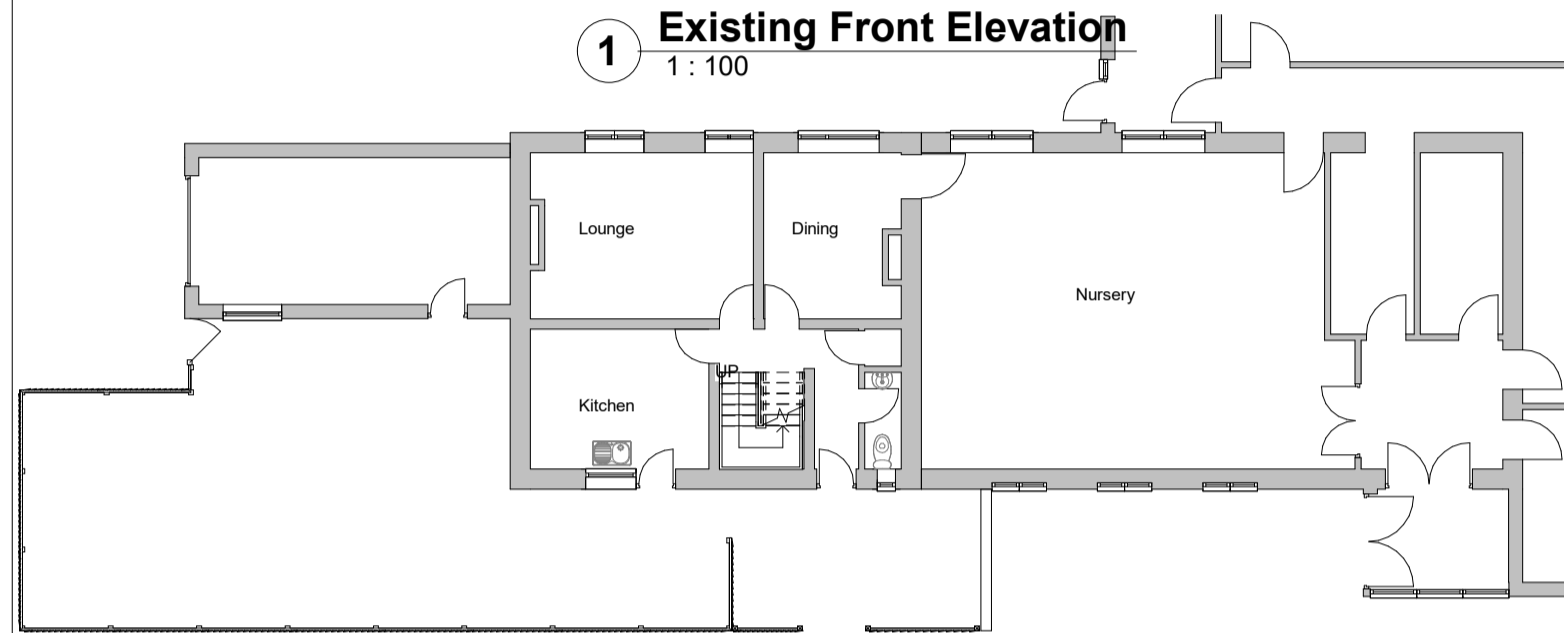 Existing Front Elevation
1
1 : 100
Lounge
Dining
Nursery
UP
Kitchen